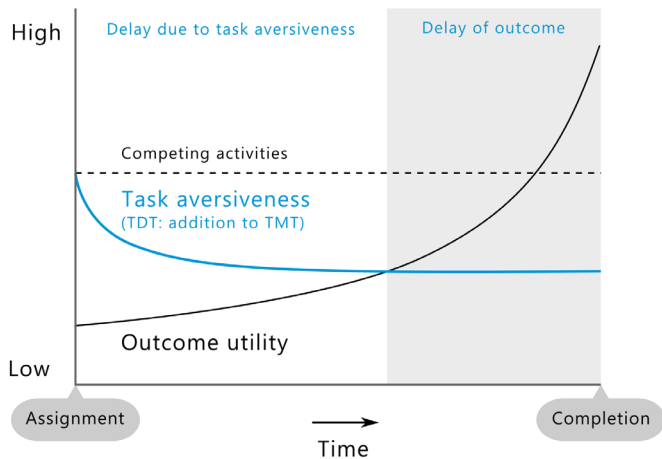 High
Delay due to task aversiveness
Delay of outcome
Competing activities
Task aversiveness
(TDT: addition to TMT)
Outcome utility
Low
Assignment
Completion
Time